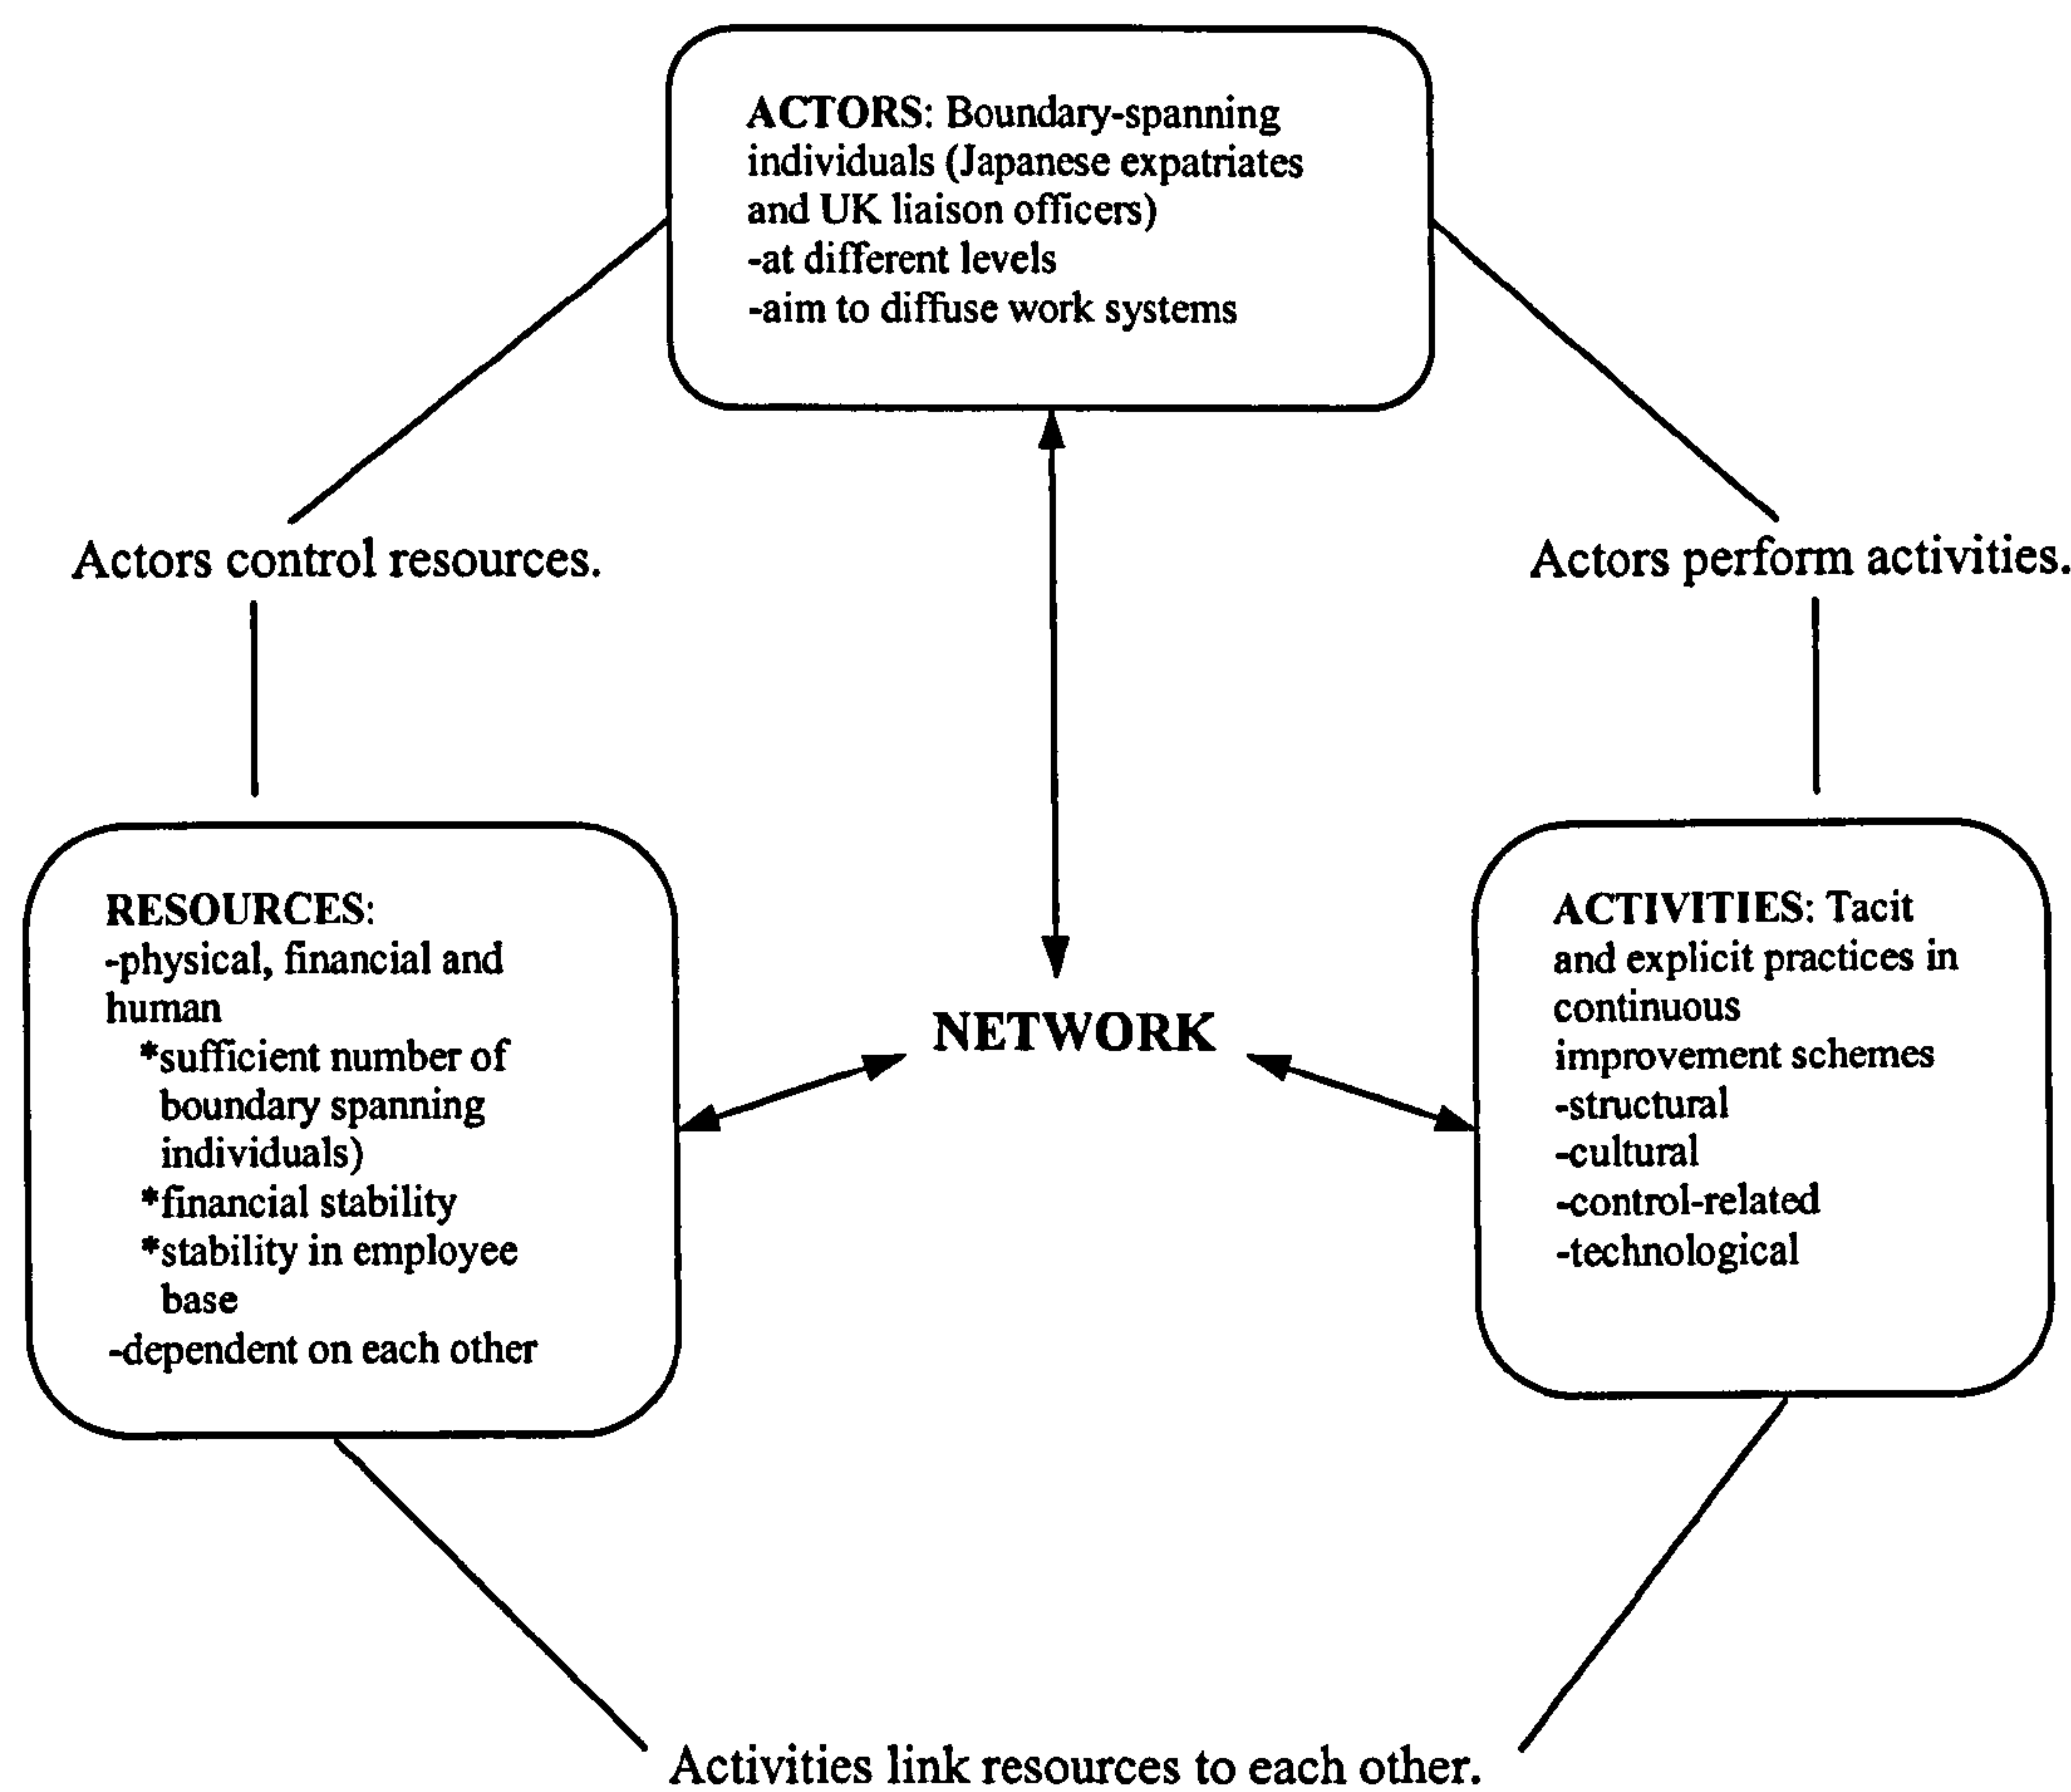 ACTORS: Boundary-spanning
individuals (Japanese expatriates
and UK liaison officers)
-at different levels
-aim to diffuse work systems
Actors control resources.
Actors perform activities.
RESOURCES:
-physical, financial and
human
*sufficient number of
boundary spanning
individuals)
*financial stability
*stability in employee
base
-dependent on each other
NETWORK
ACTIVITIES: Tacit
and explicit practices in
continuous
improvement schemes
-structural
-cultural
-control-related
-technological
Activities link resources to each other.